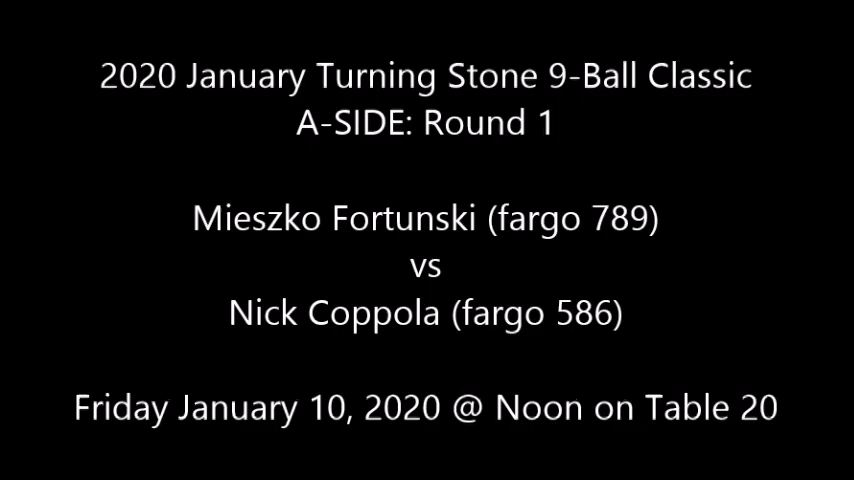 2020 January Turning Stone 9-Ball Classic
A-SIDE: Round 1
Mieszko Fortunski (fargo 789)
vs
Nick Coppola (fargo 586)
Friday January 10, 2020 @ Noon on Table 20